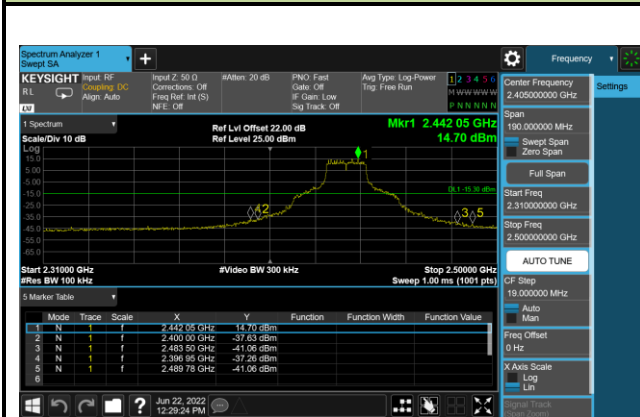 Spectrum Analyzer 1
Swept SA
+
Frequency
KEYSIGHT Input: RF
RL Coupling: DC
Align: Auto
Input Z: 50 Ω
Corrections: Off
Freq Ref: Int (S)
NFE: Off
#Atten: 20 dB
PNO: Fast
Gate: Off
IF Gain: Low
Sig Track: Off
Avg Type: Log-Power
Trig: Free Run
1 2 3 4 5 6
M W W W W W
P N N N N N
Settings
1 Spectrum
Scale/Div 10 dB
Ref Lvl Offset 22.00 dB
Ref Level 25.00 dBm
Mkr1 2.442 05 GHz
14.70 dBm
Log
15.0
5.00
-5.00
-15.0
-25.0
-35.0
-45.0
-55.0
-65.0
1
DL1 -15.30 dBm
2
3
5
Start 2.31000 GHz
#Res BW 100 kHz
#Video BW 300 kHz
Stop 2.50000 GHz
Sweep 1.00 ms (1001 pts)
5 Marker Table
Mode Trace Scale X Y Function Function Width Function Value
1 N 1 f 2.442 05 GHz 14.70 dBm
2 N 1 f 2.400 00 GHz -37.63 dBm
3 N 1 f 2.483 50 GHz -41.06 dBm
4 N 1 f 2.396 95 GHz -37.26 dBm
5 N 1 f 2.489 78 GHz -41.06 dBm
6
Jun 22, 2022
12:29:24 PM
?
Center Frequency
2.405000000 GHz
Span
190.000000 MHz
Swept Span
Zero Span
Full Span
Start Freq
2.310000000 GHz
Stop Freq
2.500000000 GHz
AUTO TUNE
CF Step
19.000000 MHz
Auto
Man
Freq Offset
0 Hz
X Axis Scale
Log
Lin
Signal Track
(Span Zoom)